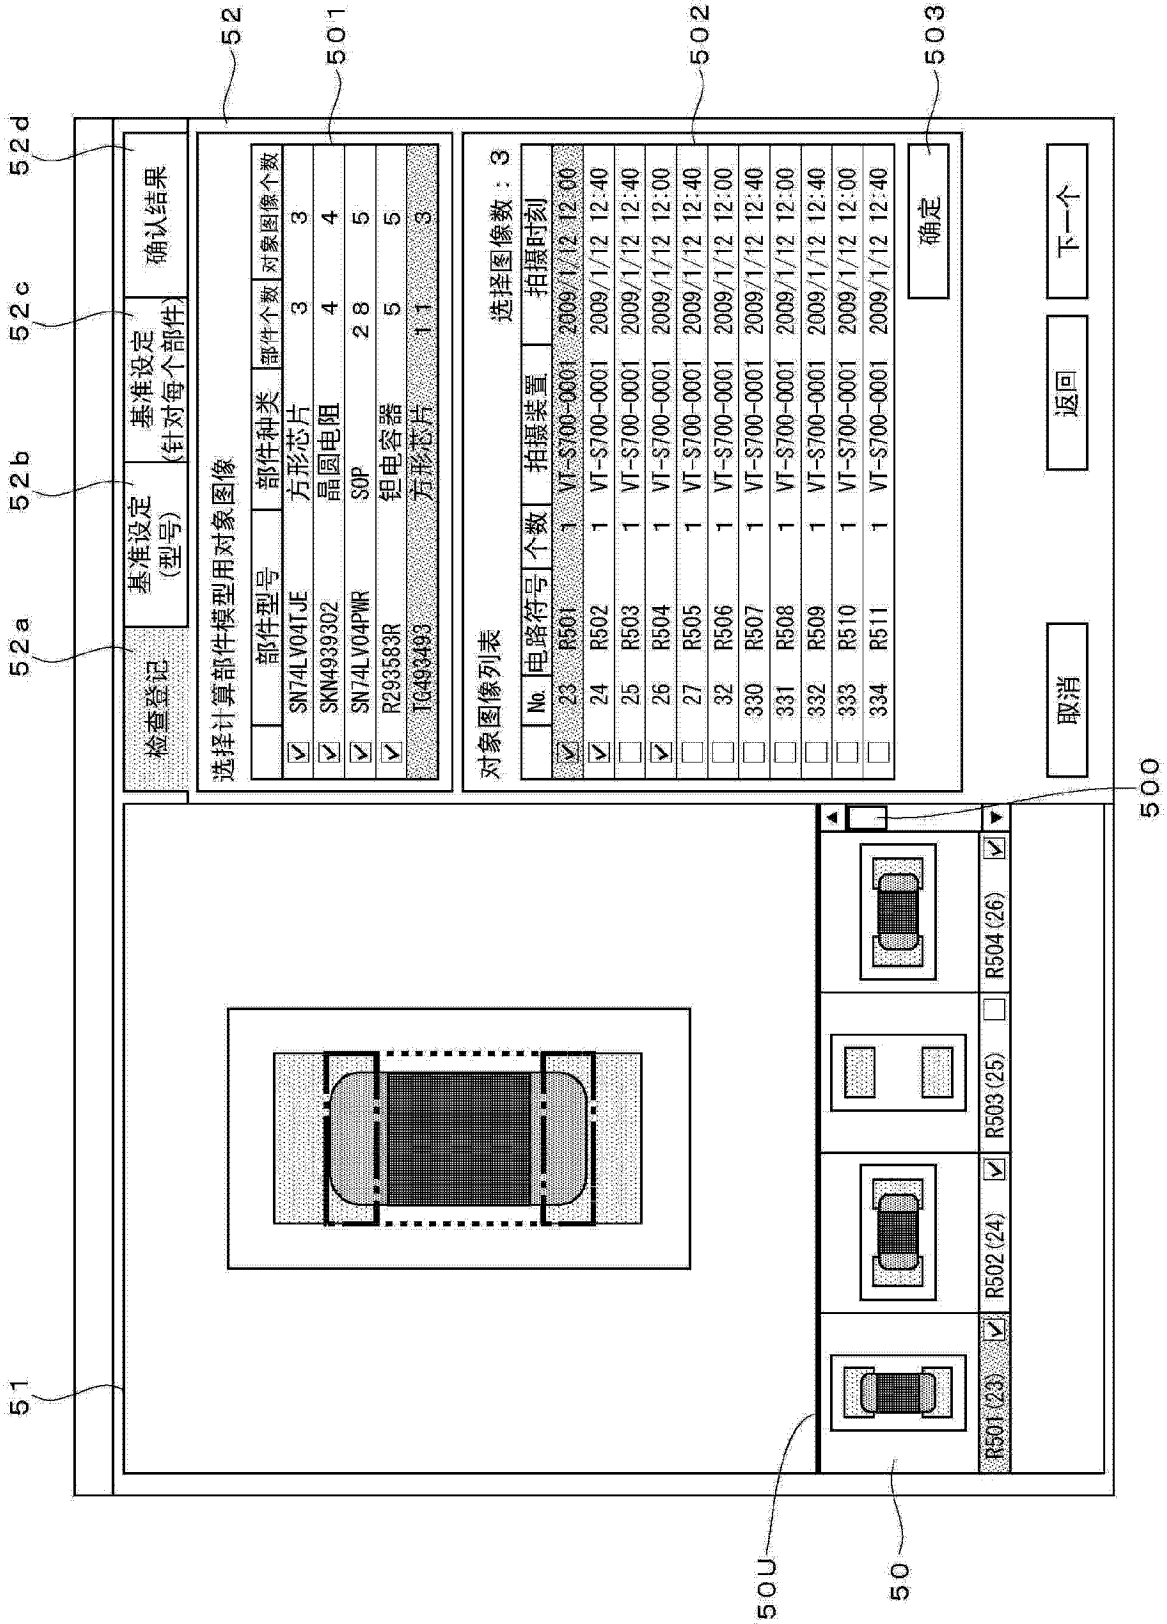 51
52a
52b
52c
52d
52
501
502
503
检查登记
基准设定
(型号)
基准设定
(针对每个部件)
确认结果
选择计算部件模型用对象图像
部件型号 部件种类 部件个数 对象图像个数
SN74LV04TJE 方形芯片 3 3
SKN4939302 晶圆电阻 4 4
SN74LV04PWR SOP 28 5
R293583R 钽电容器 5 5
TG493493 方形芯片 11 3
对象图像列表 选择图像数：3
No. 电路符号 个数 拍摄装置 拍摄时刻
23 R501 1 VT-S700-0001 2009/1/12 12:00
24 R502 1 VT-S700-0001 2009/1/12 12:40
25 R503 1 VT-S700-0001 2009/1/12 12:40
26 R504 1 VT-S700-0001 2009/1/12 12:00
27 R505 1 VT-S700-0001 2009/1/12 12:40
32 R506 1 VT-S700-0001 2009/1/12 12:00
330 R507 1 VT-S700-0001 2009/1/12 12:40
331 R508 1 VT-S700-0001 2009/1/12 12:00
332 R509 1 VT-S700-0001 2009/1/12 12:40
333 R510 1 VT-S700-0001 2009/1/12 12:00
334 R511 1 VT-S700-0001 2009/1/12 12:40
确定
R501(23)
R502(24)
R503(25)
R504(26)
取消
返回
下一个
50U
50
500